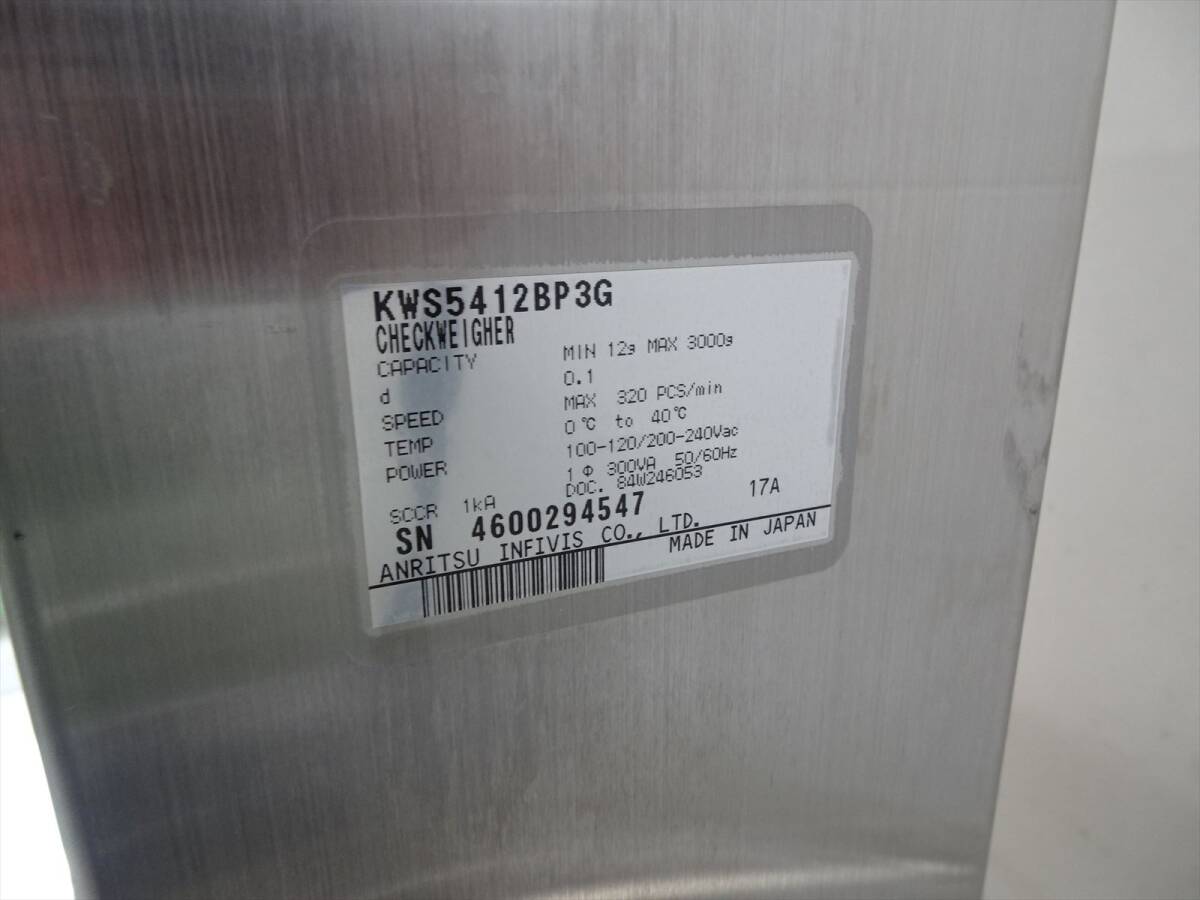 KWS5412BP3G
CHECKWEIGHER
CAPACITY MIN 12g MAX 3000g
d 0.1
SPEED MAX 320 PCS/min
TEMP 0℃ to 40℃
POWER 100-120/200-240Vac
1 Φ 300VA 50/60Hz
DOC. 84W246053
SCCR 1kA 17A
SN 4600294547
ANRITSU INFIVIS CO., LTD.
MADE IN JAPAN